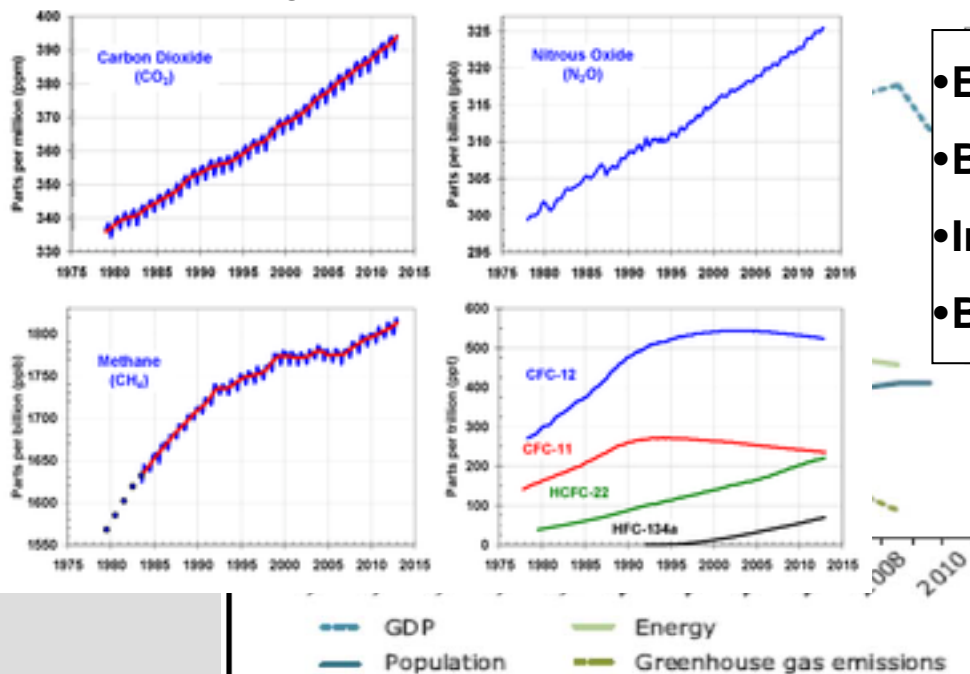 400
390
380
370
360
350
340
330
Parts per million (ppm)
Carbon Dioxide
(CO₂)
1975 1980 1985 1990 1995 2000 2005 2010 2015
325
320
315
310
305
300
295
Parts per billion (ppb)
Nitrous Oxide
(N₂O)
1975 1980 1985 1990 1995 2000 2005 2010 2015
1800
1750
1700
1650
1600
1550
Parts per billion (ppb)
Methane
(CH₄)
1975 1980 1985 1990 1995 2000 2005 2010 2015
600
500
400
300
200
100
0
Parts per trillion (ppt)
CFC-12
CFC-11
HCFC-22
HFC-134a
1975 1980 1985 1990 1995 2000 2005 2010 2015
2010
GDP
Energy
Population
Greenhouse gas emissions